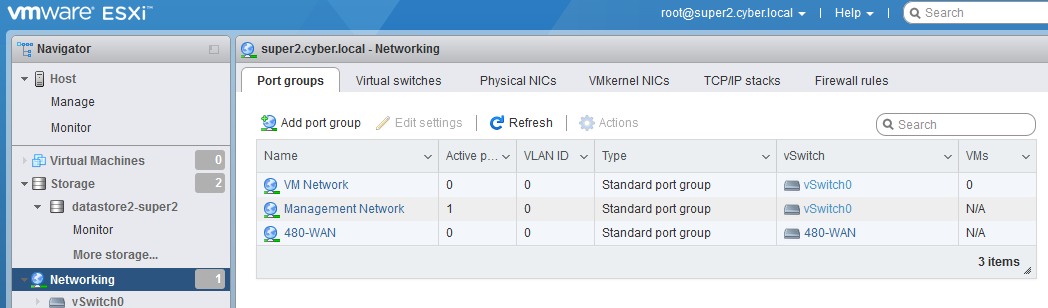 vmware ESXi™
root@super2.cyber.local | Help | Search
Navigator
Host
Manage
Monitor
Virtual Machines 0
Storage 2
datastore2-super2
Monitor
More storage...
Networking 1
vSwitch0
super2.cyber.local - Networking
Port groups Virtual switches Physical NICs VMkernel NICs TCP/IP stacks Firewall rules
Add port group Edit settings | Refresh | Actions Search
Name Active p... VLAN ID Type vSwitch VMs
VM Network 0 0 Standard port group vSwitch0 0
Management Network 1 0 Standard port group vSwitch0 N/A
480-WAN 0 0 Standard port group 480-WAN N/A
3 items